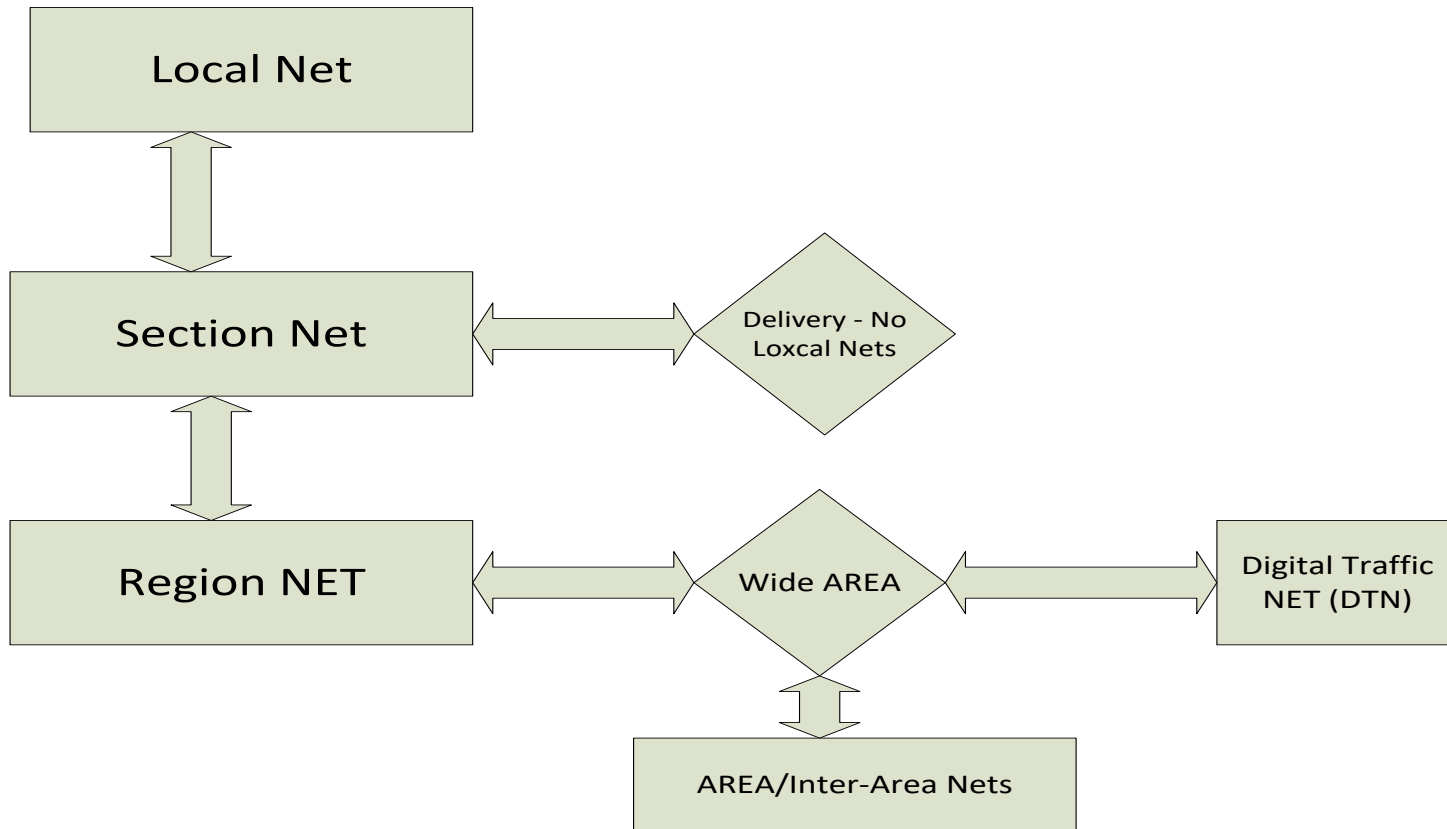 Local Net
Section Net
Delivery - No
Loxcal Nets
Region NET
Wide AREA
Digital Traffic
NET (DTN)
AREA/Inter-Area Nets